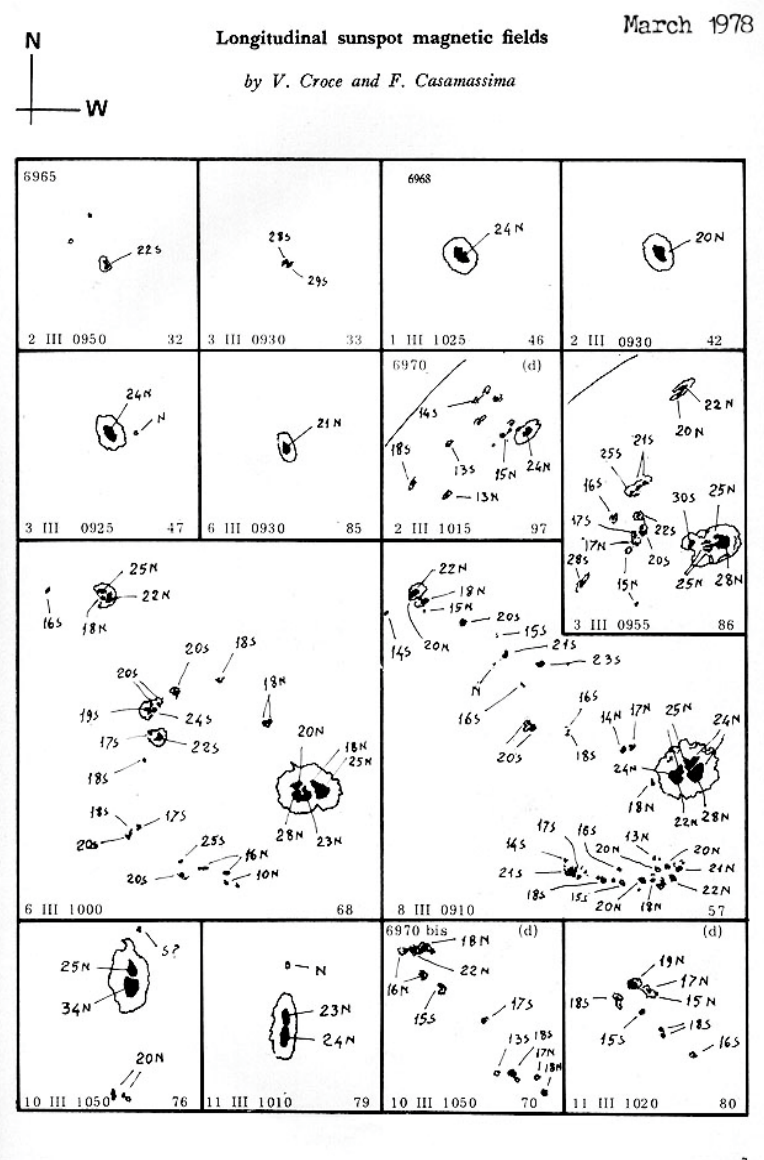 March 1978
N
Longitudinal sunspot magnetic fields
by V. Croce and F. Casamassima
W
6965
22S
2 III 0950 32
28S
29S
3 III 0930 33
6968
24N
1 III 1025 46
20N
2 III 0930 42
24N
N
3 III 0925 47
21N
6 III 0930 85
6970 (d)
14S
18S
13S
15N
24N
13N
2 III 1015 97
22N
20N
21S
25S
16S
30S
25N
17S
22S
17N
20S
28S
15N
25N
28N
3 III 0955 86
25N
22N
16S
18N
20S
18S
20S
18N
19S
24S
17S
22S
20N
18N
25N
18S
18S
17S
28N
23N
20S
25S
16N
20S
10N
6 III 1000 68
22N
18N
15N
20S
14S
20N
15S
21S
23S
N
16S
16S
14N
17N
25N
24N
20S
18S
24N
18N
22N
28N
17S
16S
13N
14S
20N
20N
21S
21N
18S
15S
20N
18N
22N
8 III 0910 57
S?
25N
34N
20N
10 III 1050 76
N
23N
24N
11 III 1010 79
6970 bis (d)
18N
22N
16N
15S
17S
13S
18S
17N
18N
10 III 1050 70
(d)
19N
17N
18S
15N
15S
18S
16S
11 III 1020 80